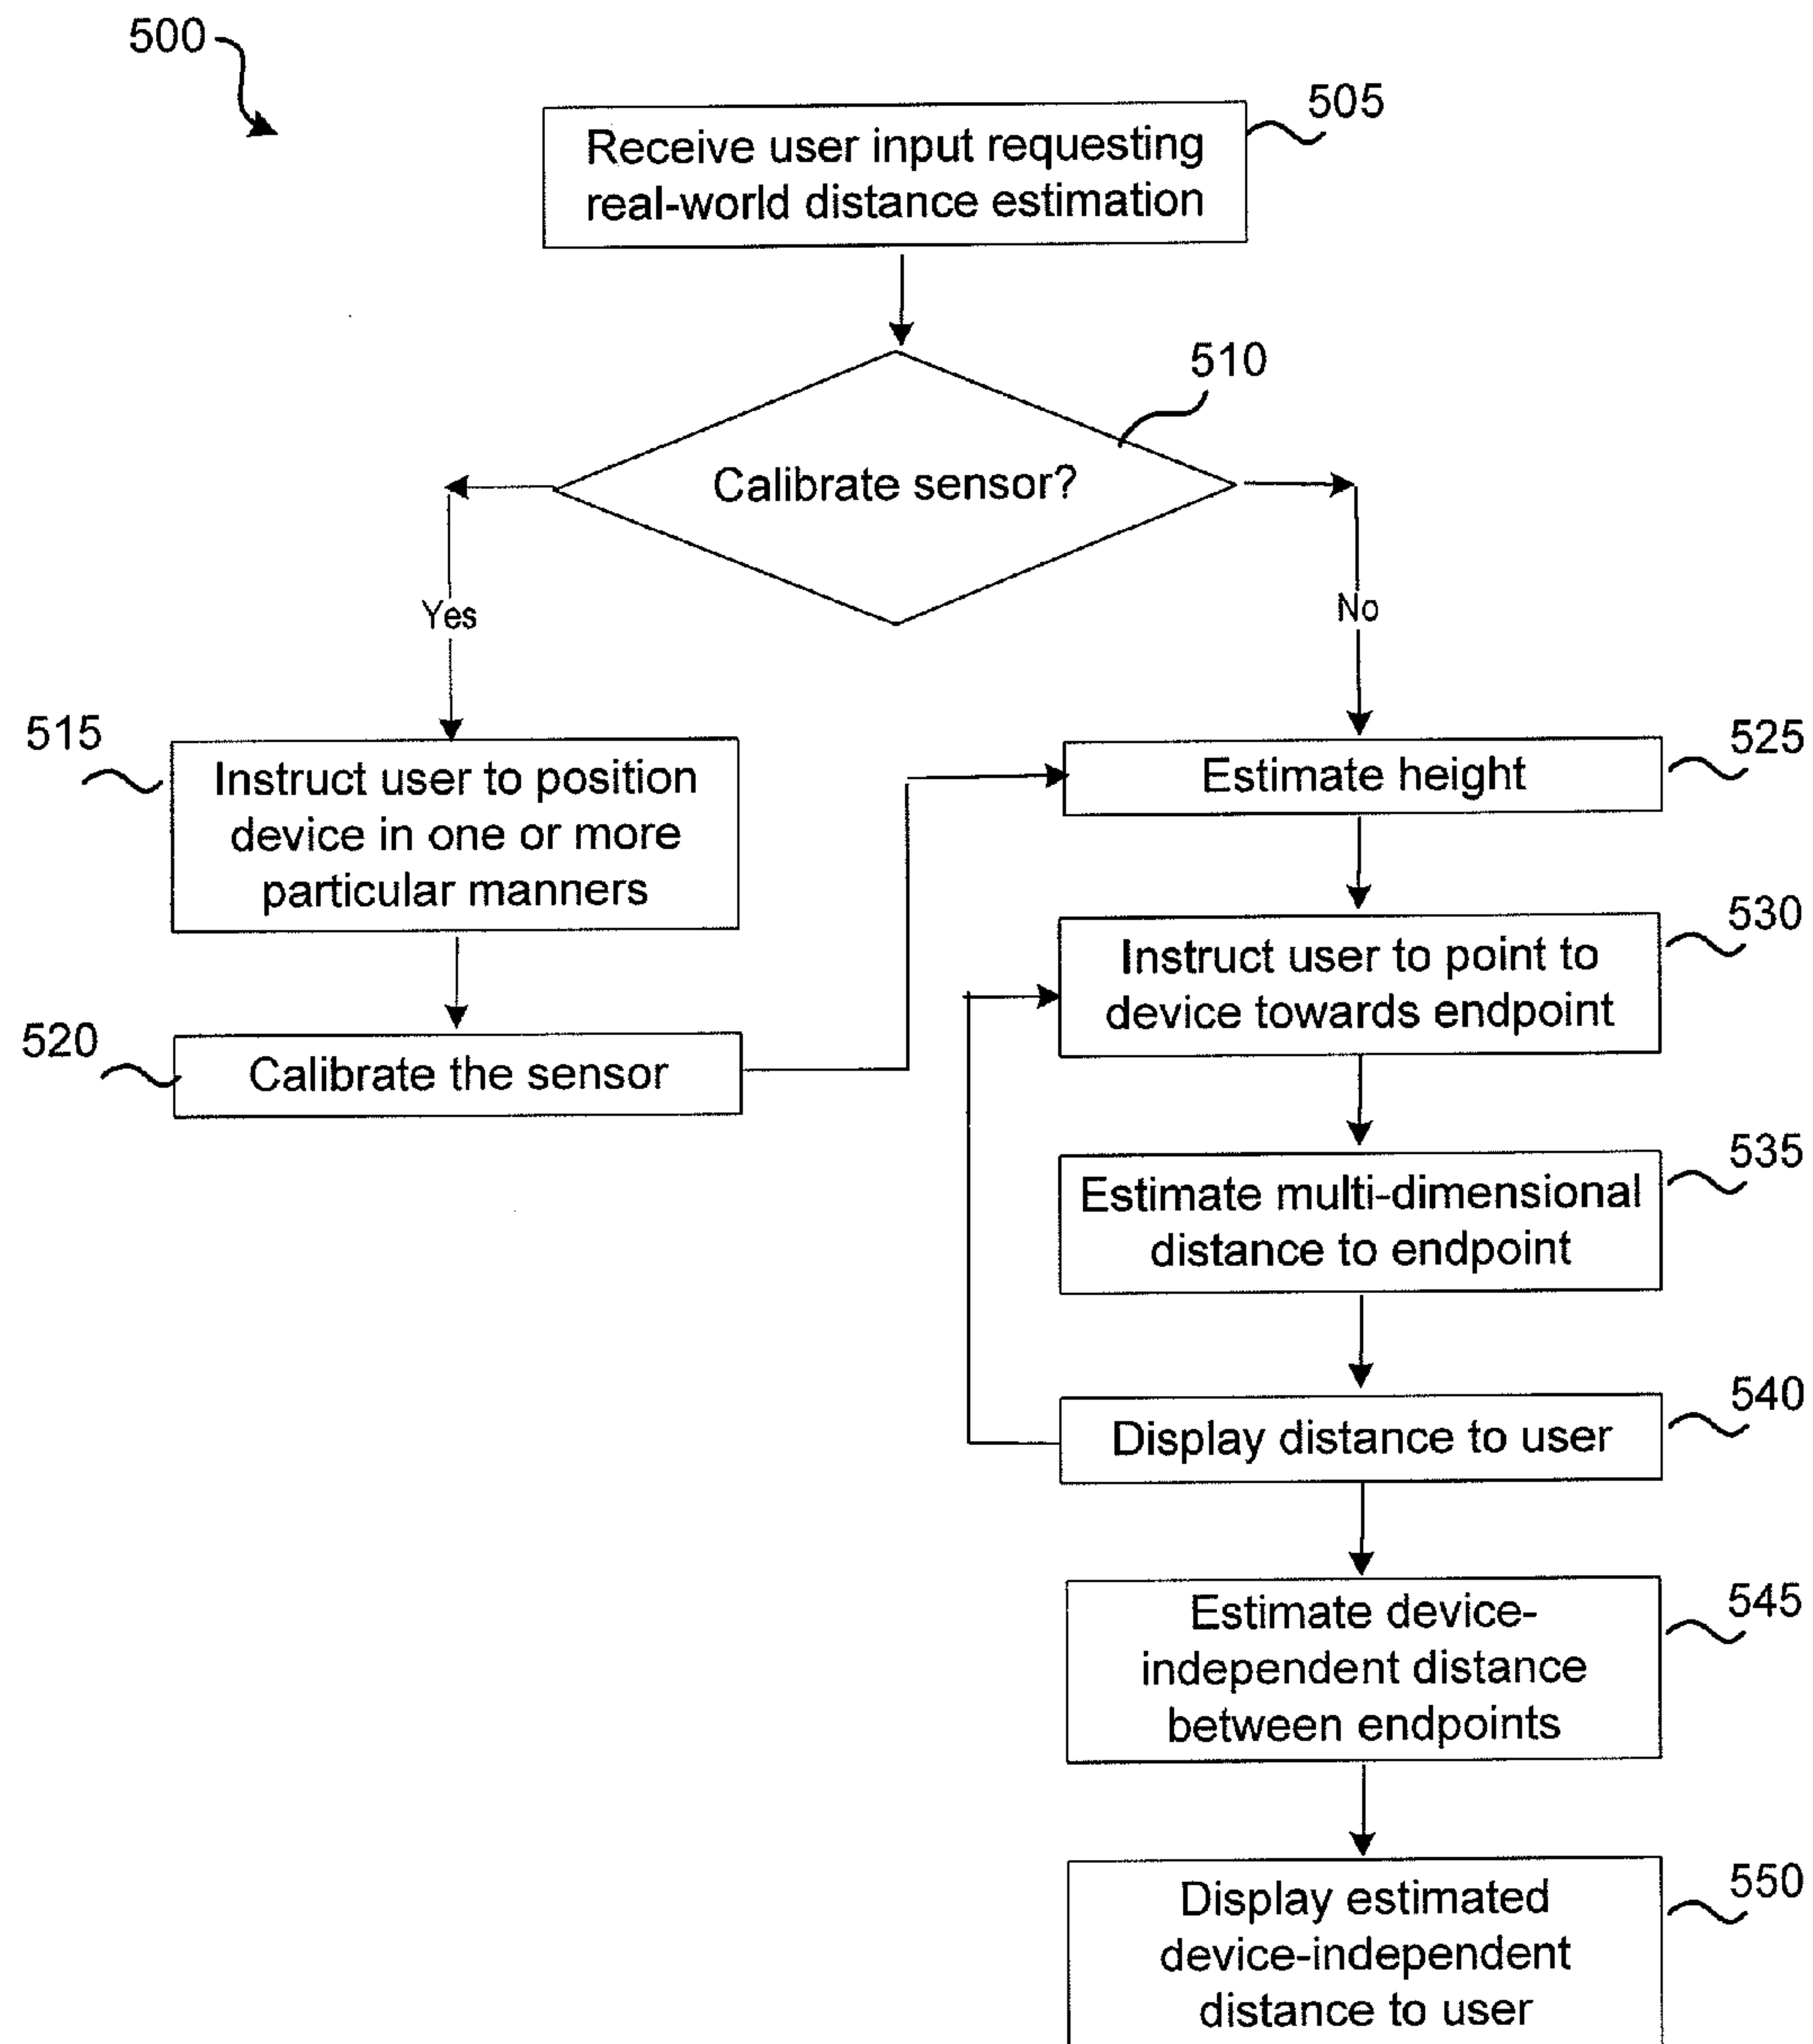 500
505
Receive user input requesting
real-world distance estimation
510
Calibrate sensor?
Yes
No
515
Instruct user to position
device in one or more
particular manners
520
Calibrate the sensor
525
Estimate height
530
Instruct user to point to
device towards endpoint
535
Estimate multi-dimensional
distance to endpoint
540
Display distance to user
545
Estimate device-
independent distance
between endpoints
550
Display estimated
device-independent
distance to user